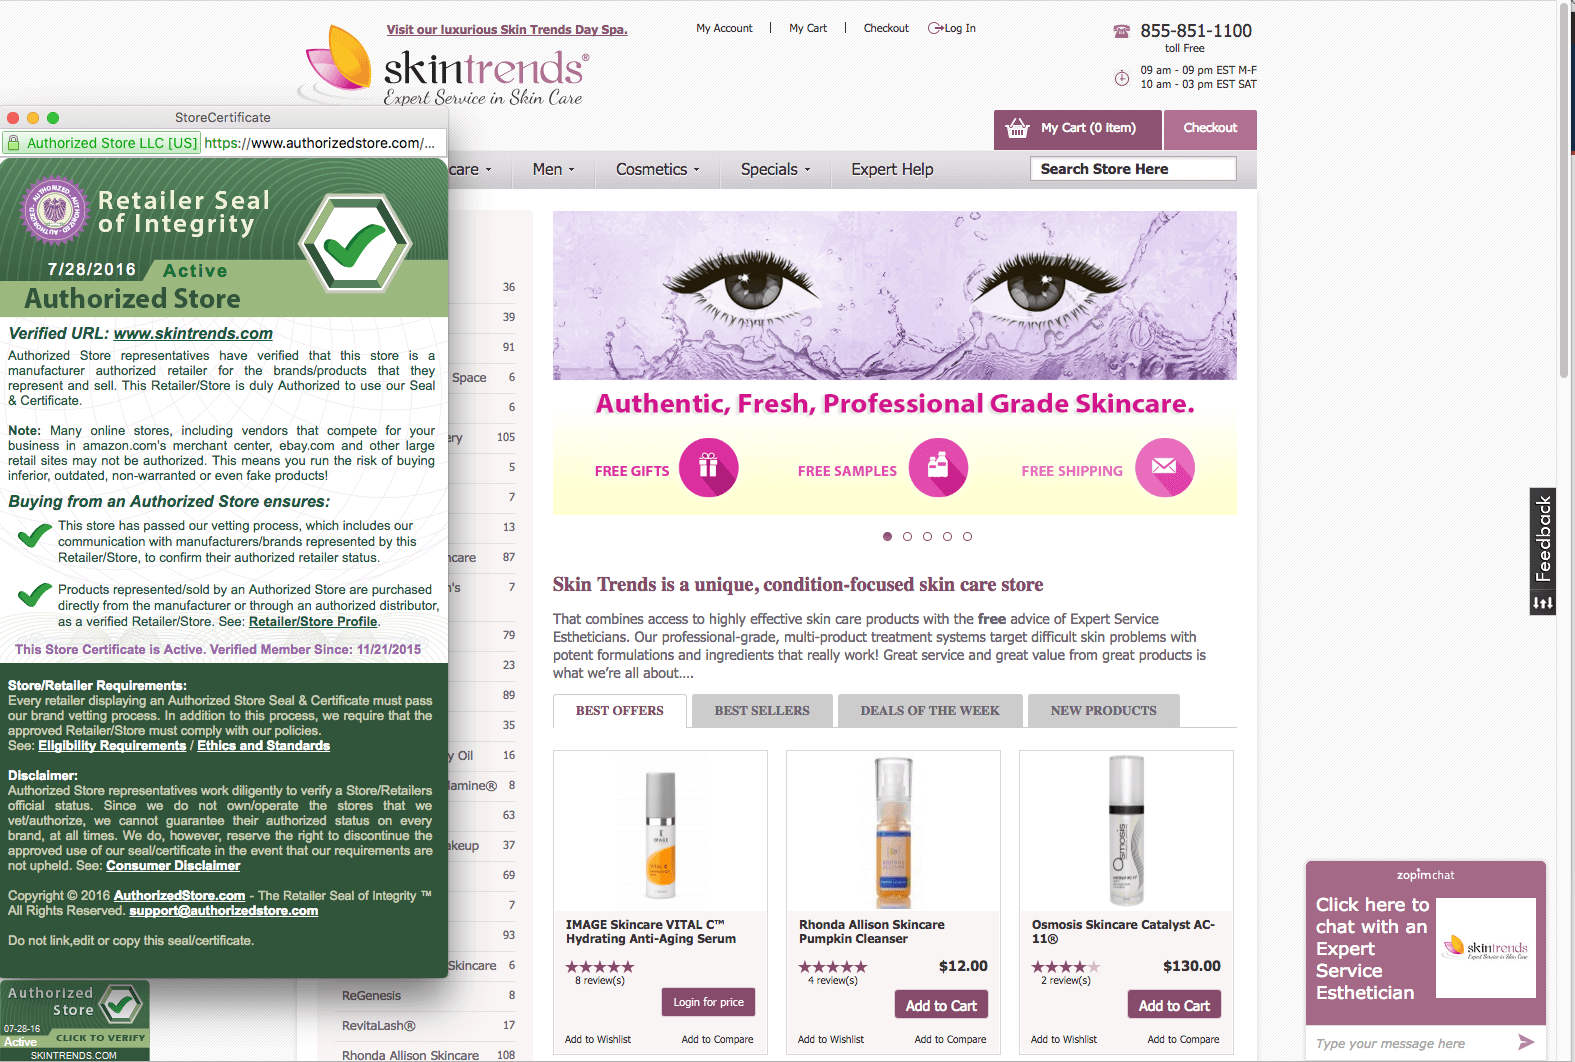 Visit our luxurious Skin Trends Day Spa.
My Account | My Cart | Checkout Log In
855-851-1100
toll Free
09 am - 09 pm EST M-F
10 am - 03 pm EST SAT
skintrends®
Expert Service in Skin Care
My Cart (0 item)
Checkout
care
Men
Cosmetics
Specials
Expert Help
Search Store Here
StoreCertificate
Authorized Store LLC [US] https://www.authorizedstore.com/...
AUTHORIZED
Retailer Seal
of Integrity
7/28/2016 Active
Authorized Store
Verified URL: www.skintrends.com
Authorized Store representatives have verified that this store is a
manufacturer authorized retailer for the brands/products that they
represent and sell. This Retailer/Store is duly Authorized to use our Seal
& Certificate.
Note: Many online stores, including vendors that compete for your
business in amazon.com's merchant center, ebay.com and other large
retail sites may not be authorized. This means you run the risk of buying
inferior, outdated, non-warranted or even fake products!
Buying from an Authorized Store ensures:
This store has passed our vetting process, which includes our
communication with manufacturers/brands represented by this
Retailer/Store, to confirm their authorized retailer status.
Products represented/sold by an Authorized Store are purchased
directly from the manufacturer or through an authorized distributor,
as a verified Retailer/Store. See: Retailer/Store Profile.
This Store Certificate is Active. Verified Member Since: 11/21/2015
Store/Retailer Requirements:
Every retailer displaying an Authorized Store Seal & Certificate must pass
our brand vetting process. In addition to this process, we require that the
approved Retailer/Store must comply with our policies.
See: Eligibility Requirements / Ethics and Standards
Disclaimer:
Authorized Store representatives work diligently to verify a Store/Retailers
official status. Since we do not own/operate the stores that we
vet/authorize, we cannot guarantee their authorized status on every
brand, at all times. We do, however, reserve the right to discontinue the
approved use of our seal/certificate in the event that our requirements are
not upheld. See: Consumer Disclaimer
Copyright © 2016 AuthorizedStore.com - The Retailer Seal of Integrity ™
All Rights Reserved. support@authorizedstore.com
Do not link,edit or copy this seal/certificate.
Authorized
Store
07-28-16
Active
CLICK TO VERIFY
SKINTRENDS.COM
36
39
91
Space 6
6
ery 105
5
7
13
ncare 87
n's 7
79
23
89
35
y Oil 16
lamine® 8
63
akeup 37
69
7
93
Skincare 6
ReGenesis 8
RevitaLash® 17
Rhonda Allison Skincare 108
Authentic, Fresh, Professional Grade Skincare.
FREE GIFTS
FREE SAMPLES
FREE SHIPPING
Skin Trends is a unique, condition-focused skin care store
That combines access to highly effective skin care products with the free advice of Expert Service
Estheticians. Our professional-grade, multi-product treatment systems target difficult skin problems with
potent formulations and ingredients that really work! Great service and great value from great products is
what we're all about....
BEST OFFERS
BEST SELLERS
DEALS OF THE WEEK
NEW PRODUCTS
IMAGE
VITAL C
Osmosis
IMAGE Skincare VITAL C™
Hydrating Anti-Aging Serum
8 review(s)
Login for price
Add to Wishlist Add to Compare
Rhonda Allison Skincare
Pumpkin Cleanser
$12.00
4 review(s)
Add to Cart
Add to Wishlist Add to Compare
Osmosis Skincare Catalyst AC-
11®
$130.00
2 review(s)
Add to Cart
Add to Wishlist Add to Compare
Feedback
zopim chat
Click here to
chat with an
Expert
Service
Esthetician
skintrends
Expert Service in Skin Care
Type your message here